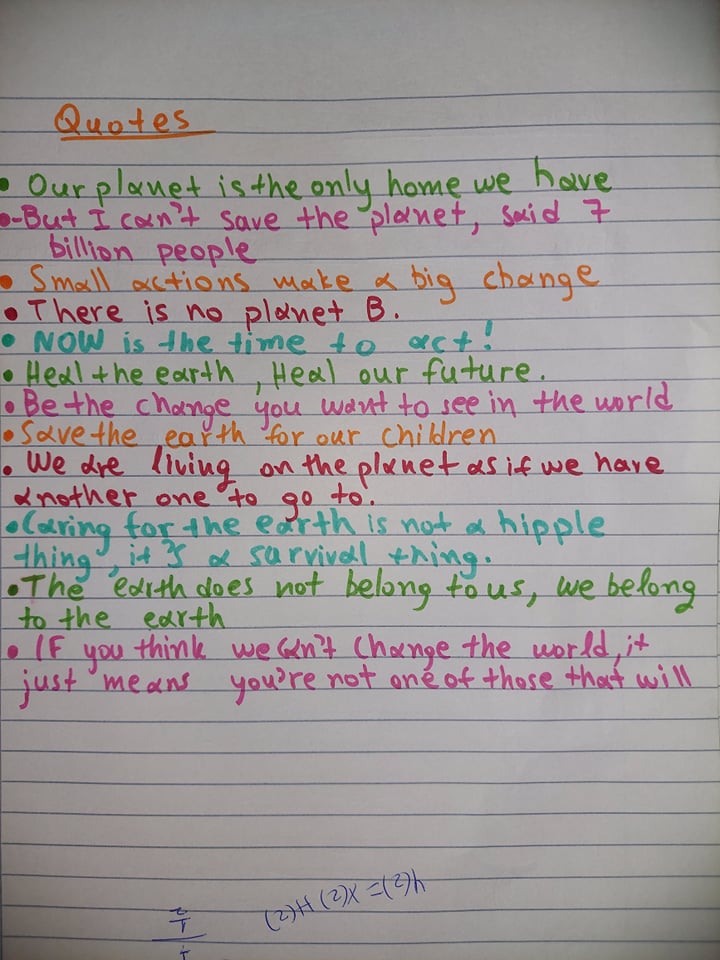 Quotes
• Our planet is the only home we have
•-But I can't save the planet, said 7
billion people
• Small actions make a big change
• There is no planet B.
• NOW is the time to act!
• Heal the earth, Heal our future.
• Be the change you want to see in the world
• Save the earth for our children
• We are living on the planet as if we have
another one to go to.
• Caring for the earth is not a hipple
thing, it is a survival thing.
• The earth does not belong to us, we belong
to the earth
• IF you think we can't change the world, it
just means you're not one of those that will